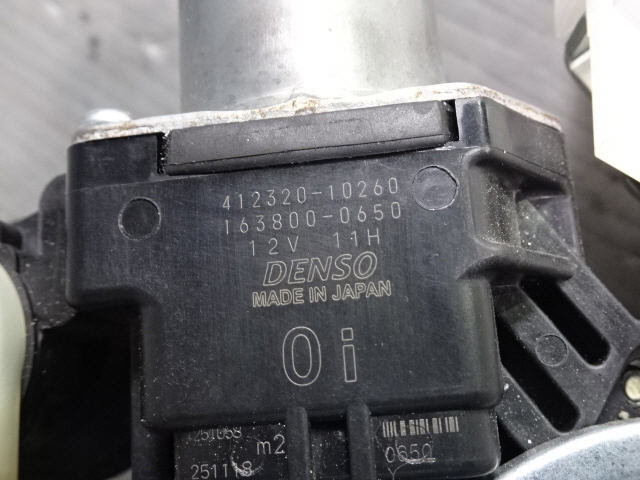 412320-10260
163800-0650
12V 11H
DENSO
MADE IN JAPAN
0i
m2
0650
251118